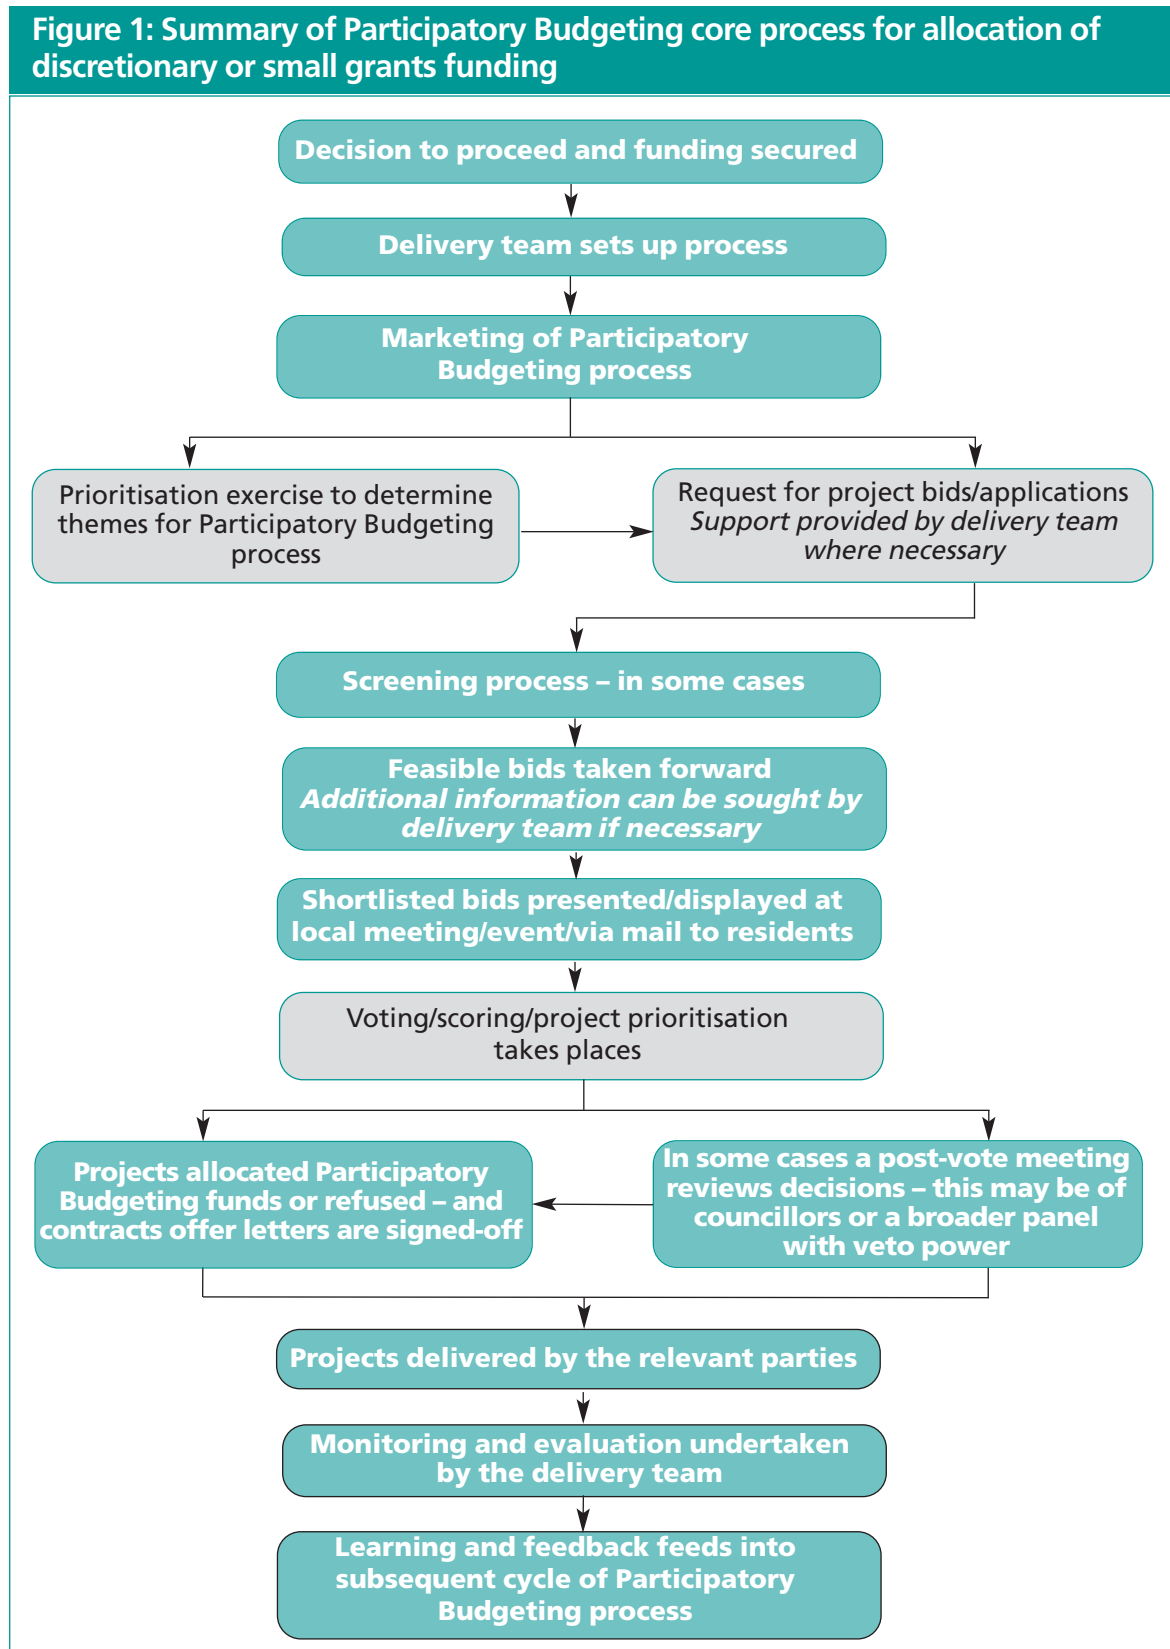 Figure 1: Summary of Participatory Budgeting core process for allocation of
discretionary or small grants funding
Decision to proceed and funding secured
Delivery team sets up process
Marketing of Participatory
Budgeting process
Prioritisation exercise to determine
themes for Participatory Budgeting
process
Request for project bids/applications
Support provided by delivery team
where necessary
Screening process – in some cases
Feasible bids taken forward
Additional information can be sought by
delivery team if necessary
Shortlisted bids presented/displayed at
local meeting/event/via mail to residents
Voting/scoring/project prioritisation
takes places
Projects allocated Participatory
Budgeting funds or refused – and
contracts offer letters are signed-off
In some cases a post-vote meeting
reviews decisions – this may be of
councillors or a broader panel
with veto power
Projects delivered by the relevant parties
Monitoring and evaluation undertaken
by the delivery team
Learning and feedback feeds into
subsequent cycle of Participatory
Budgeting process